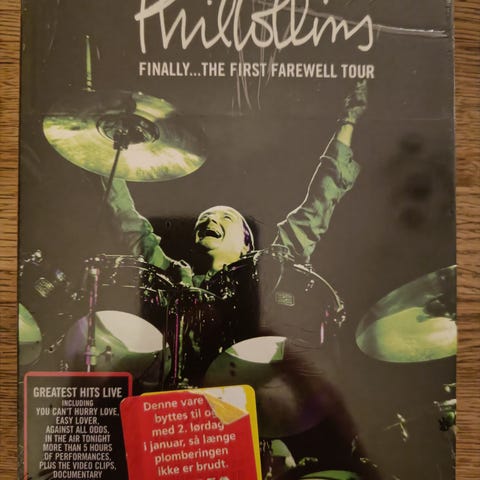 Phil Collins
FINALLY...THE FIRST FAREWELL TOUR
GREATEST HITS LIVE
INCLUDING
YOU CAN'T HURRY LOVE,
EASY LOVER,
AGAINST ALL ODDS,
IN THE AIR TONIGHT
MORE THAN 5 HOURS
OF PERFORMANCES,
PLUS THE VIDEO CLIPS,
DOCUMENTARY
Denne vare
byttes til
med 2. lørdag
i januar, så længe
plomberingen
ikke er brudt.